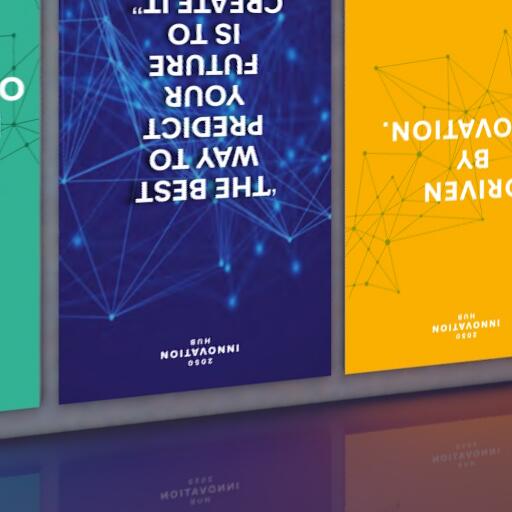 2050
INNOVATION
HUB
DRIVEN
BY
OVATION.
2050
INNOVATION
HUB
"THE BEST
WAY TO
PREDICT
YOUR
FUTURE
IS TO
CREATE IT"
O